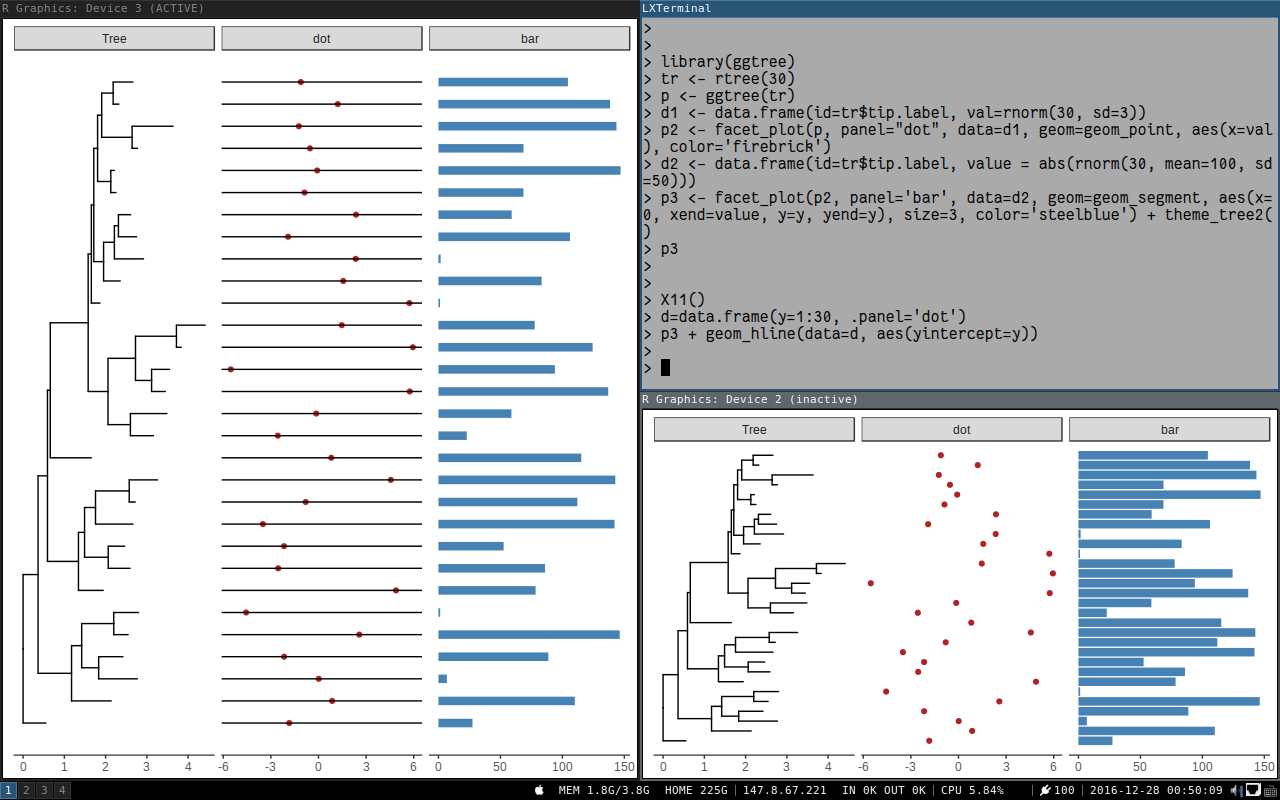 R Graphics: Device 3 (ACTIVE)
Tree dot bar
0 1 2 3 4 -6 -3 0 3 6 0 50 100 150
LXTerminal
>
>
> library(ggtree)
> tr <- rtree(30)
> p <- ggtree(tr)
> d1 <- data.frame(id=tr$tip.label, val=rnorm(30, sd=3))
> p2 <- facet_plot(p, panel="dot", data=d1, geom=geom_point, aes(x=val
), color='firebrick')
> d2 <- data.frame(id=tr$tip.label, value = abs(rnorm(30, mean=100, sd
=50)))
> p3 <- facet_plot(p2, panel='bar', data=d2, geom=geom_segment, aes(x=
0, xend=value, y=y, yend=y), size=3, color='steelblue') + theme_tree2(
)
> p3
>
>
> X11()
> d=data.frame(y=1:30, .panel='dot')
> p3 + geom_hline(data=d, aes(yintercept=y))
>
>
R Graphics: Device 2 (inactive)
Tree dot bar
0 1 2 3 4 -6 -3 0 3 6 0 50 100 150
1 2 3 4 MEM 1.8G/3.8G HOME 225G | 147.8.67.221 IN 0K OUT 0K | CPU 5.84% | 100 | 2016-12-28 00:50:09